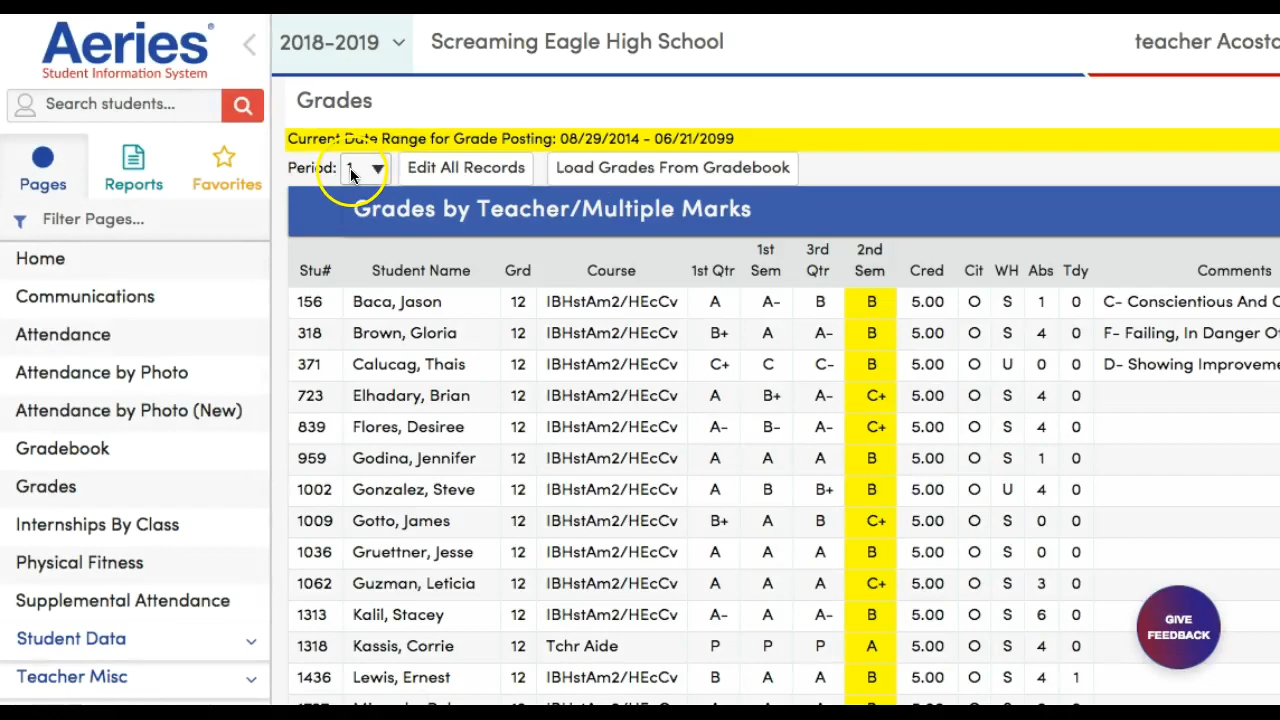 Aeries®
Student Information System
2018-2019
Screaming Eagle High School
teacher Acosta
Search students...
Pages
Reports
Favorites
Filter Pages...
Home
Communications
Attendance
Attendance by Photo
Attendance by Photo (New)
Gradebook
Grades
Internships By Class
Physical Fitness
Supplemental Attendance
Student Data
Teacher Misc
Grades
Current Date Range for Grade Posting: 08/29/2014 - 06/21/2099
Period: 1 Edit All Records Load Grades From Gradebook
Grades by Teacher/Multiple Marks
Stu# Student Name Grd Course 1st Qtr 1st Sem 3rd Qtr 2nd Sem Cred Cit WH Abs Tdy Comments
156 Baca, Jason 12 IBHstAm2/HEcCv A A- B B 5.00 O S 1 0 C- Conscientious And
318 Brown, Gloria 12 IBHstAm2/HEcCv B+ A A- B 5.00 O S 4 0 F- Failing, In Danger Of
371 Calucag, Thais 12 IBHstAm2/HEcCv C+ C C- B 5.00 O U 0 0 D- Showing Improveme
723 Elhadary, Brian 12 IBHstAm2/HEcCv A B+ A- C+ 5.00 O S 4 0
839 Flores, Desiree 12 IBHstAm2/HEcCv A- B- A- C+ 5.00 O S 4 0
959 Godina, Jennifer 12 IBHstAm2/HEcCv A A A B 5.00 O S 1 0
1002 Gonzalez, Steve 12 IBHstAm2/HEcCv A B B+ B 5.00 O U 4 0
1009 Gotto, James 12 IBHstAm2/HEcCv B+ A B C+ 5.00 O S 0 0
1036 Gruettner, Jesse 12 IBHstAm2/HEcCv A A A B 5.00 O S 0 0
1062 Guzman, Leticia 12 IBHstAm2/HEcCv A A A C+ 5.00 O S 3 0
1313 Kalil, Stacey 12 IBHstAm2/HEcCv A- A A- B 5.00 O S 6 0
1318 Kassis, Corrie 12 Tchr Aide P P P A 5.00 O S 4 0
1436 Lewis, Ernest 12 IBHstAm2/HEcCv B A A B 5.00 O S 4 1
GIVE
FEEDBACK